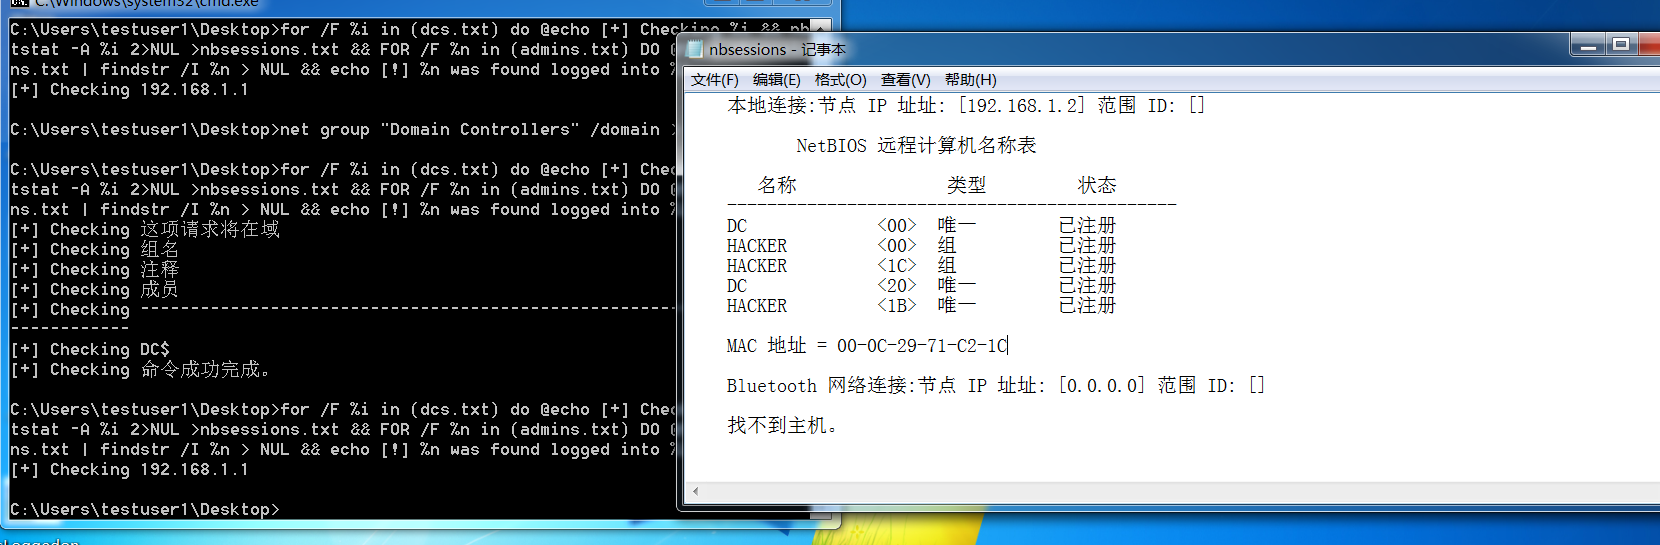 C:\Windows\system32\cmd.exe
C:\Users\testuser1\Desktop>for /F %i in (dcs.txt) do @echo [+] Checking %i && nb
tstat -A %i 2>NUL >nbsessions.txt && FOR /F %n in (admins.txt) DO @
ns.txt | findstr /I %n > NUL && echo [!] %n was found logged into %
[+] Checking 192.168.1.1
C:\Users\testuser1\Desktop>net group "Domain Controllers" /domain >
C:\Users\testuser1\Desktop>for /F %i in (dcs.txt) do @echo [+] Chec
tstat -A %i 2>NUL >nbsessions.txt && FOR /F %n in (admins.txt) DO @
ns.txt | findstr /I %n > NUL && echo [!] %n was found logged into %
[+] Checking 这项请求将在域
[+] Checking 组名
[+] Checking 注释
[+] Checking 成员
[+] Checking ------------------------------------------------------
------------
[+] Checking DC$
[+] Checking 命令成功完成。
C:\Users\testuser1\Desktop>for /F %i in (dcs.txt) do @echo [+] Chec
tstat -A %i 2>NUL >nbsessions.txt && FOR /F %n in (admins.txt) DO @
ns.txt | findstr /I %n > NUL && echo [!] %n was found logged into %
[+] Checking 192.168.1.1
C:\Users\testuser1\Desktop>
nbsessions - 记事本
文件(F) 编辑(E) 格式(O) 查看(V) 帮助(H)
本地连接:节点 IP 址址: [192.168.1.2] 范围 ID: []
NetBIOS 远程计算机名称表
名称 类型 状态
---------------------------------------------
DC <00> 唯一 已注册
HACKER <00> 组 已注册
HACKER <1C> 组 已注册
DC <20> 唯一 已注册
HACKER <1B> 唯一 已注册
MAC 地址 = 00-0C-29-71-C2-1C
Bluetooth 网络连接:节点 IP 址址: [0.0.0.0] 范围 ID: []
找不到主机。